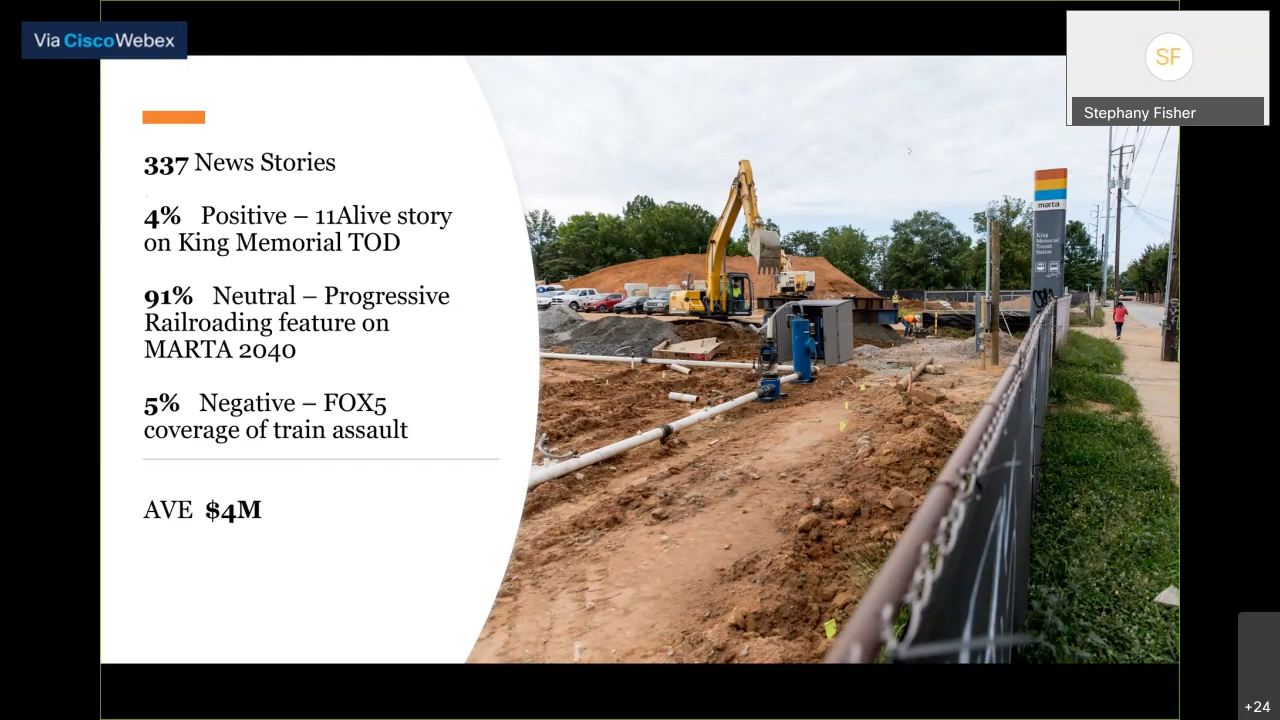 Via Cisco Webex
SF
Stephany Fisher
337 News Stories
4% Positive – 11Alive story
on King Memorial TOD
91% Neutral – Progressive
Railroading feature on
MARTA 2040
5% Negative – FOX5
coverage of train assault
AVE $4M
marta
King
Memorial
Transit
Station
+24